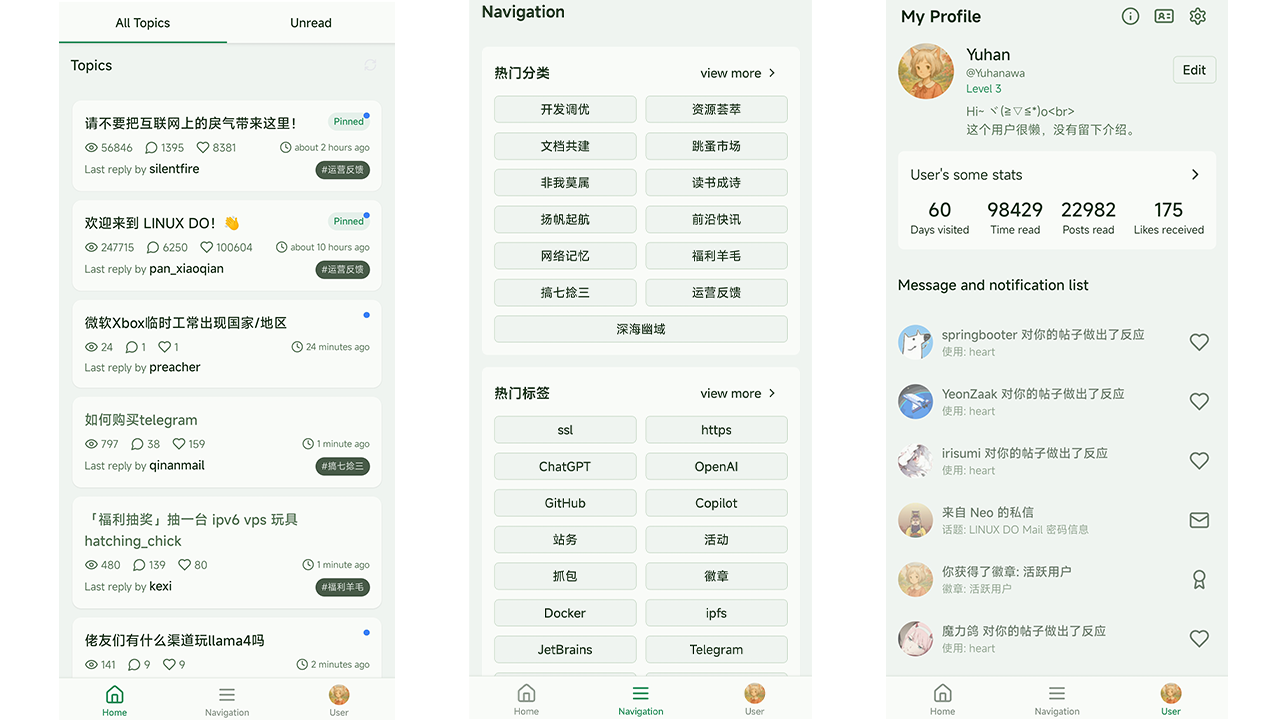 All Topics
Unread
Topics
请不要把互联网上的戾气带来这里！
Pinned
56846 1395 8381 about 2 hours ago
Last reply by silentfire
#运营反馈
欢迎来到 LINUX DO！👋
Pinned
247715 6250 100604 about 10 hours ago
Last reply by pan_xiaoqian
#运营反馈
微软Xbox临时工常出现国家/地区
24 1 1 24 minutes ago
Last reply by preacher
如何购买telegram
797 38 159 1 minute ago
Last reply by qinanmail
#搞七捻三
「福利抽奖」抽一台 ipv6 vps 玩具
hatching_chick
480 139 80 1 minute ago
Last reply by kexi
#福利羊毛
佬友们有什么渠道玩llama4吗
141 9 9 2 minutes ago
Home
Navigation
User
Navigation
热门分类
view more
开发调优
资源荟萃
文档共建
跳蚤市场
非我莫属
读书成诗
扬帆起航
前沿快讯
网络记忆
福利羊毛
搞七捻三
运营反馈
深海幽域
热门标签
view more
ssl
https
ChatGPT
OpenAI
GitHub
Copilot
站务
活动
抓包
徽章
Docker
ipfs
JetBrains
Telegram
Home
Navigation
User
My Profile
Yuhan
@Yuhanawa
Level 3
Edit
Hi~ ヾ(≧▽≦*)o<br>
这个用户很懒，没有留下介绍。
User's some stats
60 98429 22982 175
Days visited Time read Posts read Likes received
Message and notification list
springbooter 对你的帖子做出了反应
使用: heart
YeonZaak 对你的帖子做出了反应
使用: heart
irisumi 对你的帖子做出了反应
使用: heart
来自 Neo 的私信
话题: LINUX DO Mail 密码信息
你获得了徽章: 活跃用户
徽章: 活跃用户
魔力鸽 对你的帖子做出了反应
使用: heart
Home
Navigation
User